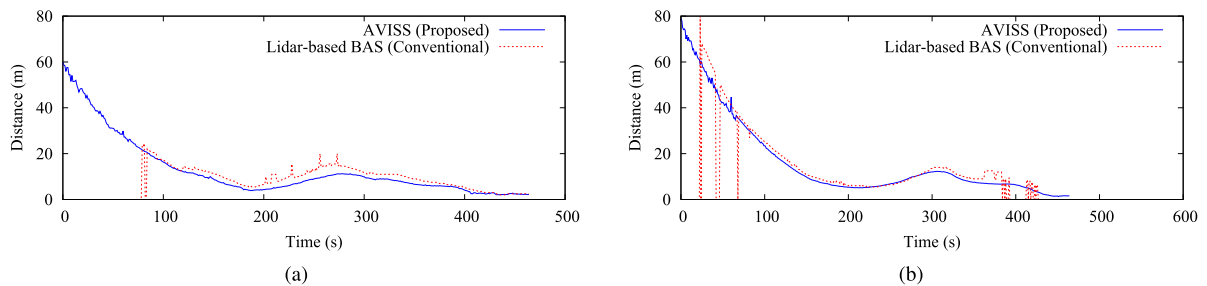 80
60
40
20
0
Distance (m)
AVISS (Proposed)
Lidar-based BAS (Conventional)
0 100 200 300 400 500
Time (s)
(a)
80
60
40
20
0
Distance (m)
AVISS (Proposed)
Lidar-based BAS (Conventional)
0 100 200 300 400 500 600
Time (s)
(b)